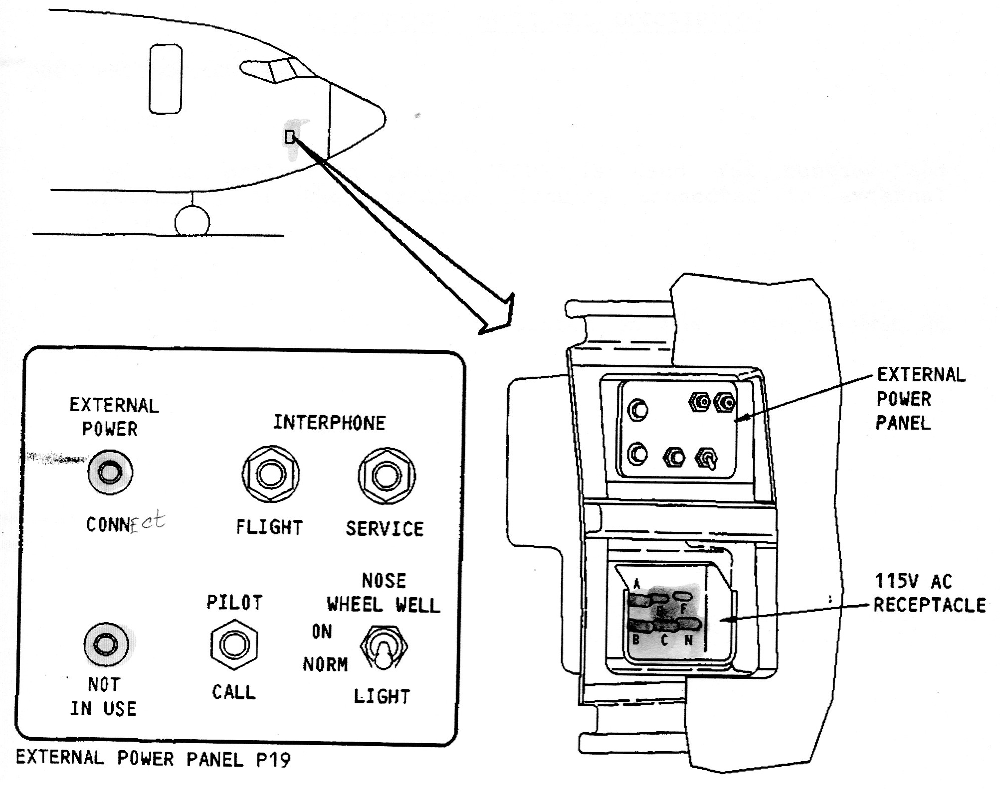 EXTERNAL
POWER
INTERPHONE
CONNECt
FLIGHT
SERVICE
PILOT
CALL
NOSE
WHEEL WELL
ON
NORM
LIGHT
NOT
IN USE
EXTERNAL POWER PANEL P19
EXTERNAL
POWER
PANEL
115V AC
RECEPTACLE
A
E F
B C N